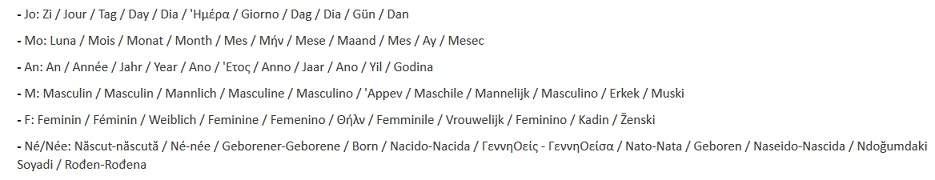 - Jo: Zi / Jour / Tag / Day / Dia / 'Ημέρα / Giorno / Dag / Dia / Gün / Dan
- Mo: Luna / Mois / Monat / Month / Mes / Μήν / Mese / Maand / Mes / Ay / Mesec
- An: An / Année / Jahr / Year / Ano / 'Ετος / Anno / Jaar / Ano / Yil / Godina
- M: Masculin / Masculin / Mannlich / Masculine / Masculino / 'Αppεv / Maschile / Mannelijk / Masculino / Erkek / Muski
- F: Feminin / Féminin / Weiblich / Feminine / Femenino / Θήλν / Femminile / Vrouwelijk / Feminino / Kadin / Ženski
- Né/Née: Născut-născută / Né-née / Geborener-Geborene / Born / Nacido-Nacida / ΓεννηΟείς - ΓεννηΟείσα / Nato-Nata / Geboren / Naseido-Nascida / Ndoğumdaki
Soyadi / Rođen-Rođena